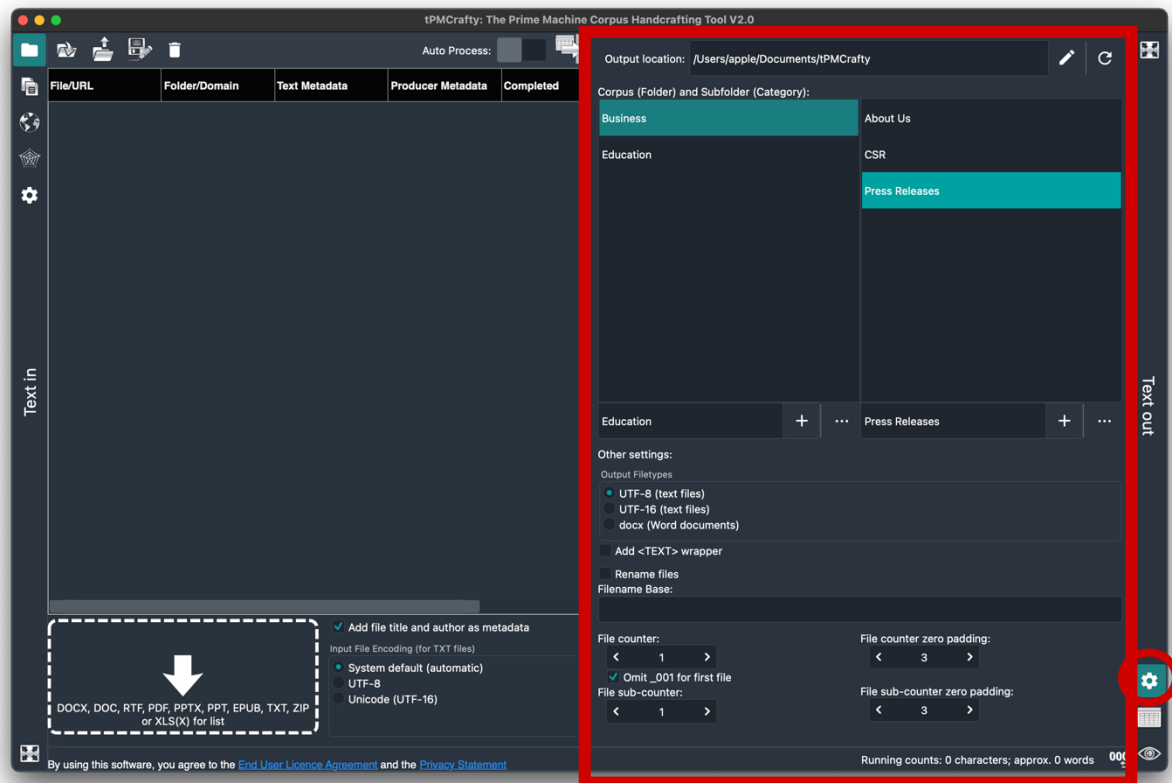 tPMCrafty: The Prime Machine Corpus Handcrafting Tool V2.0
Auto Process:
File/URL Folder/Domain Text Metadata Producer Metadata Completed
Text in
DOCX, DOC, RTF, PDF, PPTX, PPT, EPUB, TXT, ZIP
or XLS(X) for list
Add file title and author as metadata
Input File Encoding (for TXT files)
System default (automatic)
UTF-8
Unicode (UTF-16)
By using this software, you agree to the End User Licence Agreement and the Privacy Statement
Output location: /Users/apple/Documents/tPMCrafty
Corpus (Folder) and Subfolder (Category):
Business About Us
Education CSR
Press Releases
Education + ... Press Releases + ...
Other settings:
Output Filetypes
UTF-8 (text files)
UTF-16 (text files)
docx (Word documents)
Add <TEXT> wrapper
Rename files
Filename Base:
File counter: File counter zero padding:
< 1 > < 3 >
Omit _001 for first file
File sub-counter: File sub-counter zero padding:
< 1 > < 3 >
Running counts: 0 characters; approx. 0 words
Text out